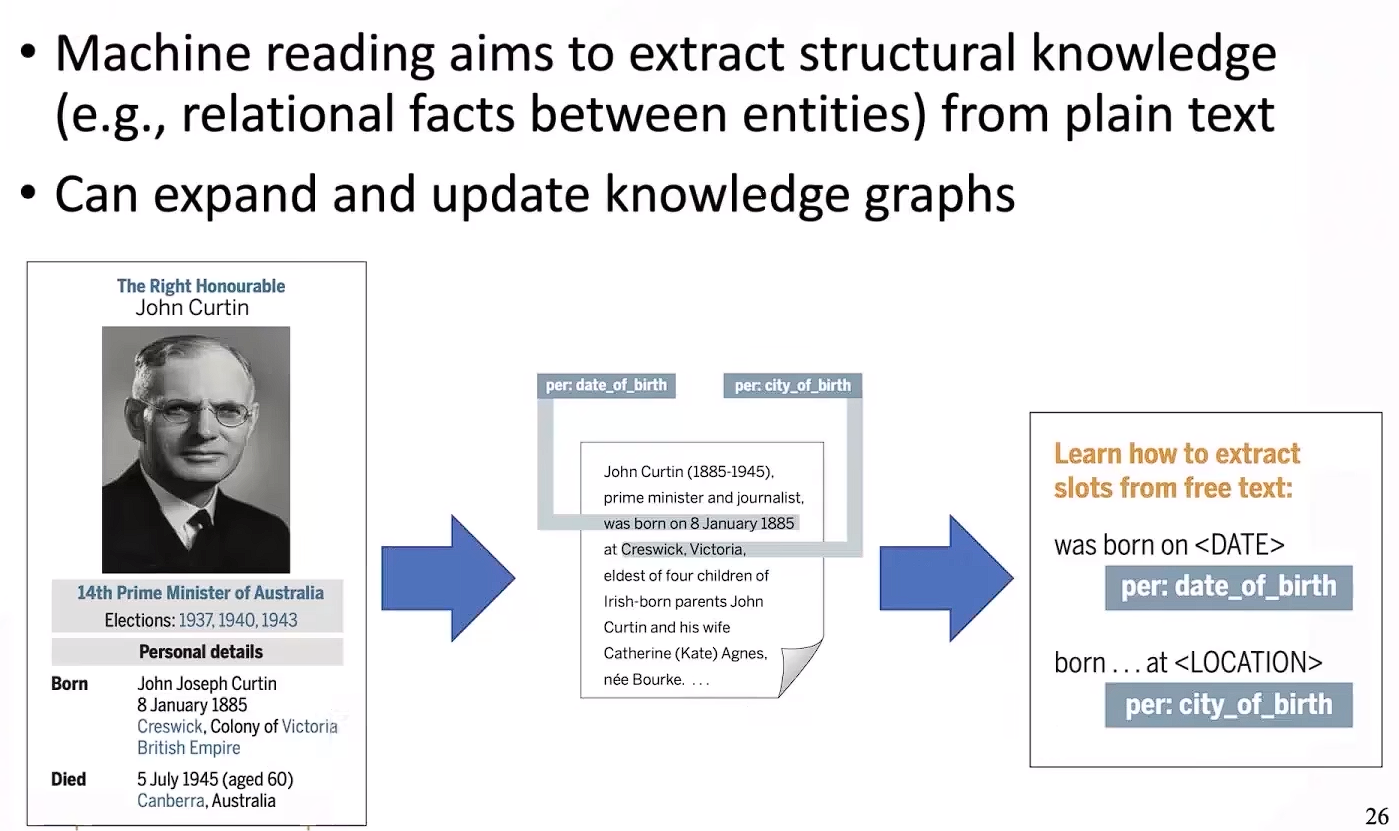 • Machine reading aims to extract structural knowledge
(e.g., relational facts between entities) from plain text
• Can expand and update knowledge graphs
The Right Honourable
John Curtin
14th Prime Minister of Australia
Elections: 1937, 1940, 1943
Personal details
Born John Joseph Curtin
8 January 1885
Creswick, Colony of Victoria
British Empire
Died 5 July 1945 (aged 60)
Canberra, Australia
per: date_of_birth
per: city_of_birth
John Curtin (1885-1945),
prime minister and journalist,
was born on 8 January 1885
at Creswick, Victoria,
eldest of four children of
Irish-born parents John
Curtin and his wife
Catherine (Kate) Agnes,
née Bourke. ...
Learn how to extract
slots from free text:
was born on <DATE>
per: date_of_birth
born ... at <LOCATION>
per: city_of_birth
26